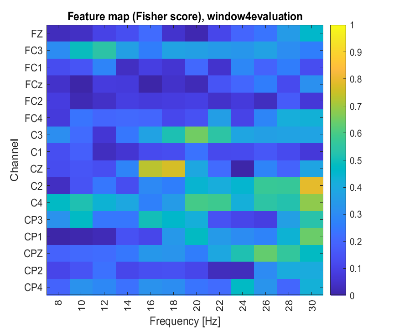 Feature map (Fisher score), window4evaluation
FZ
FC3
FC1
FCz
FC2
FC4
C3
C1
CZ
C2
C4
CP3
CP1
CPZ
CP2
CP4
Channel
8 10 12 14 16 18 20 22 24 26 28 30
Frequency [Hz]
1
0.9
0.8
0.7
0.6
0.5
0.4
0.3
0.2
0.1
0